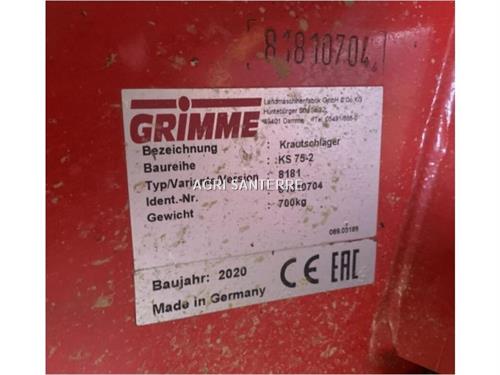 81810704
GRIMME
Landmaschinenfabrik GmbH & Co.KG
Damme
Bezeichnung : Krautschläger
Baureihe : KS 75-2
Typ/Variante/Version : 8181
Ident.-Nr. : 81810704
Gewicht : 700kg
AGRI SANTERRE
Baujahr: 2020
CE EAC
Made in Germany